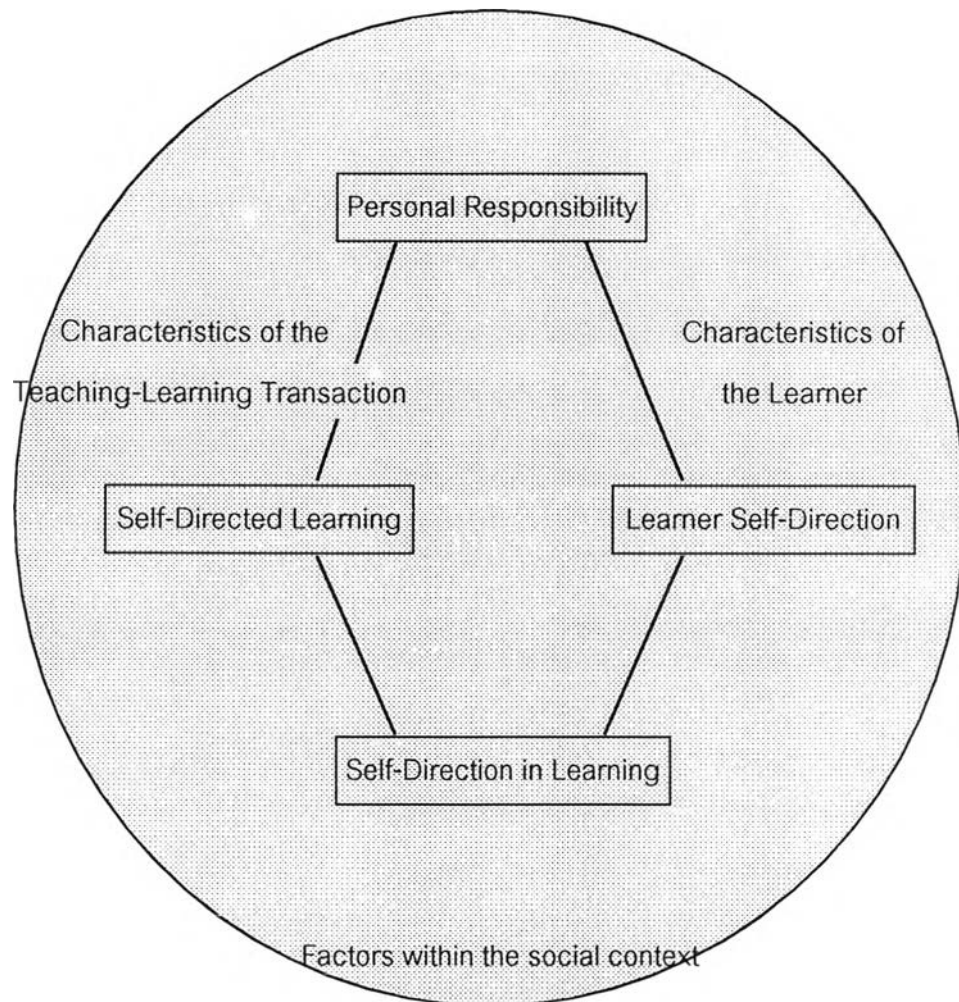 Personal Responsibility
Characteristics of the
Teaching-Learning Transaction
Characteristics of
the Learner
Self-Directed Learning
Learner Self-Direction
Self-Direction in Learning
Factors within the social context